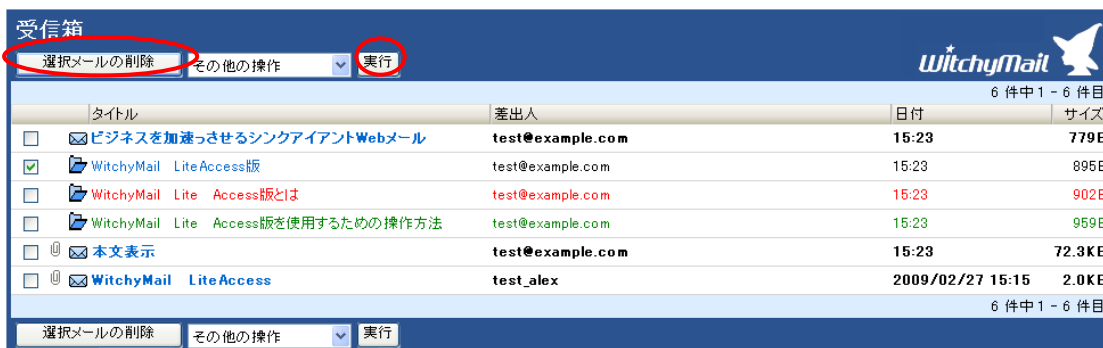 受信箱
選択メールの削除 その他の操作 実行
WitchyMail
6 件中 1 - 6 件目
タイトル 差出人 日付 サイズ
ビジネスを加速っさせるシンクアイアントWebメール test@example.com 15:23 779B
WitchyMail LiteAccess版 test@example.com 15:23 895B
WitchyMail Lite Access版とは test@example.com 15:23 902B
WitchyMail Lite Access版を使用するための操作方法 test@example.com 15:23 959B
本文表示 test@example.com 15:23 72.3KB
WitchyMail LiteAccess test_alex 2009/02/27 15:15 2.0KB
6 件中 1 - 6 件目
選択メールの削除 その他の操作 実行